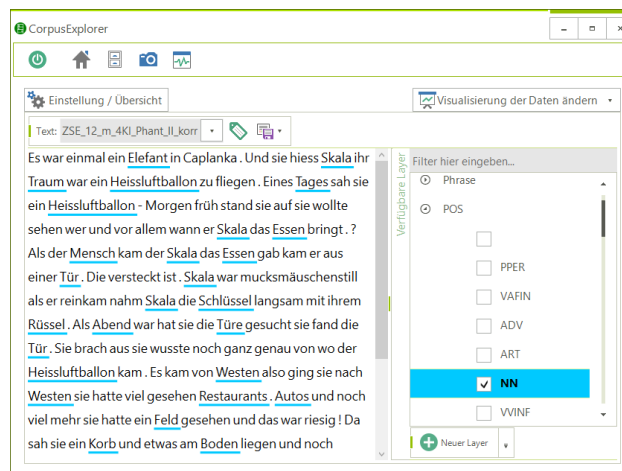 CorpusExplorer
Einstellung / Übersicht
Visualisierung der Daten ändern
Text: ZSE_12_m_4Kl_Phant_II_korr
Es war einmal ein Elefant in Caplanka . Und sie hiess Skala ihr
Traum war ein Heissluftballon zu fliegen . Eines Tages sah sie
ein Heissluftballon - Morgen früh stand sie auf sie wollte
sehen wer und vor allem wann er Skala das Essen bringt . ?
Als der Mensch kam der Skala das Essen gab kam er aus
einer Tür . Die versteckt ist . Skala war mucksmäuschenstill
als er reinkam nahm Skala die Schlüssel langsam mit ihrem
Rüssel . Als Abend war hat sie die Türe gesucht sie fand die
Tür . Sie brach aus sie wusste noch ganz genau von wo der
Heissluftballon kam . Es kam von Westen also ging sie nach
Westen sie hatte viel gesehen Restaurants . Autos und noch
viel mehr sie hatte ein Feld gesehen und das war riesig ! Da
sah sie ein Korb und etwas am Boden liegen und noch
Verfügbare Layer
Filter hier eingeben...
Phrase
POS
PPER
VAFIN
ADV
ART
NN
VVINF
Neuer Layer